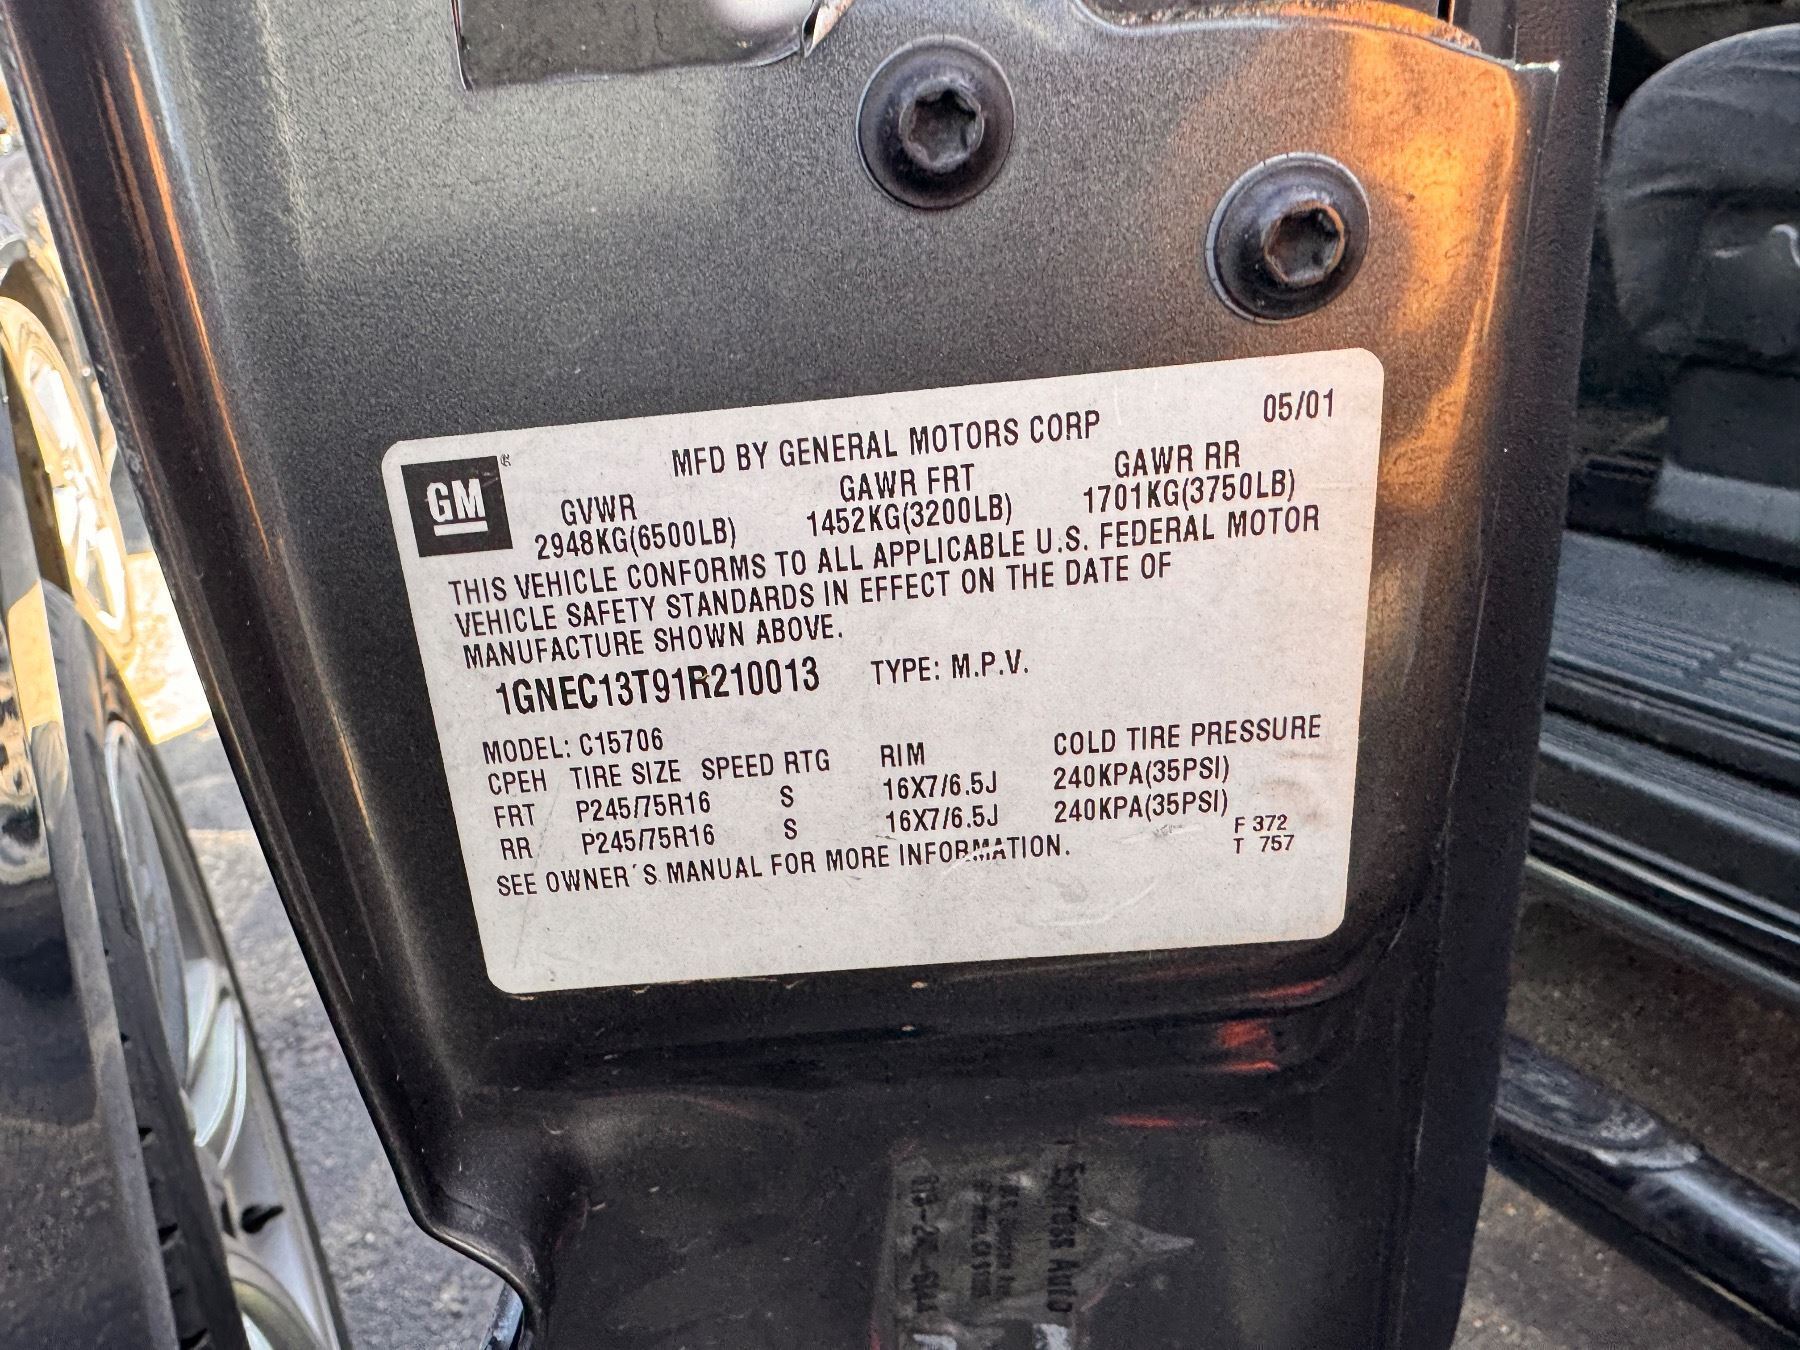 05/01
GM
MFD BY GENERAL MOTORS CORP
GVWR GAWR FRT GAWR RR
2948KG(6500LB) 1452KG(3200LB) 1701KG(3750LB)
THIS VEHICLE CONFORMS TO ALL APPLICABLE U.S. FEDERAL MOTOR
VEHICLE SAFETY STANDARDS IN EFFECT ON THE DATE OF
MANUFACTURE SHOWN ABOVE.
1GNEC13T91R210013 TYPE: M.P.V.
MODEL: C15706
CPEH TIRE SIZE SPEED RTG RIM COLD TIRE PRESSURE
FRT P245/75R16 S 16X7/6.5J 240KPA(35PSI)
RR P245/75R16 S 16X7/6.5J 240KPA(35PSI)
SEE OWNER'S MANUAL FOR MORE INFORMATION.
F 372
T 757
Auto